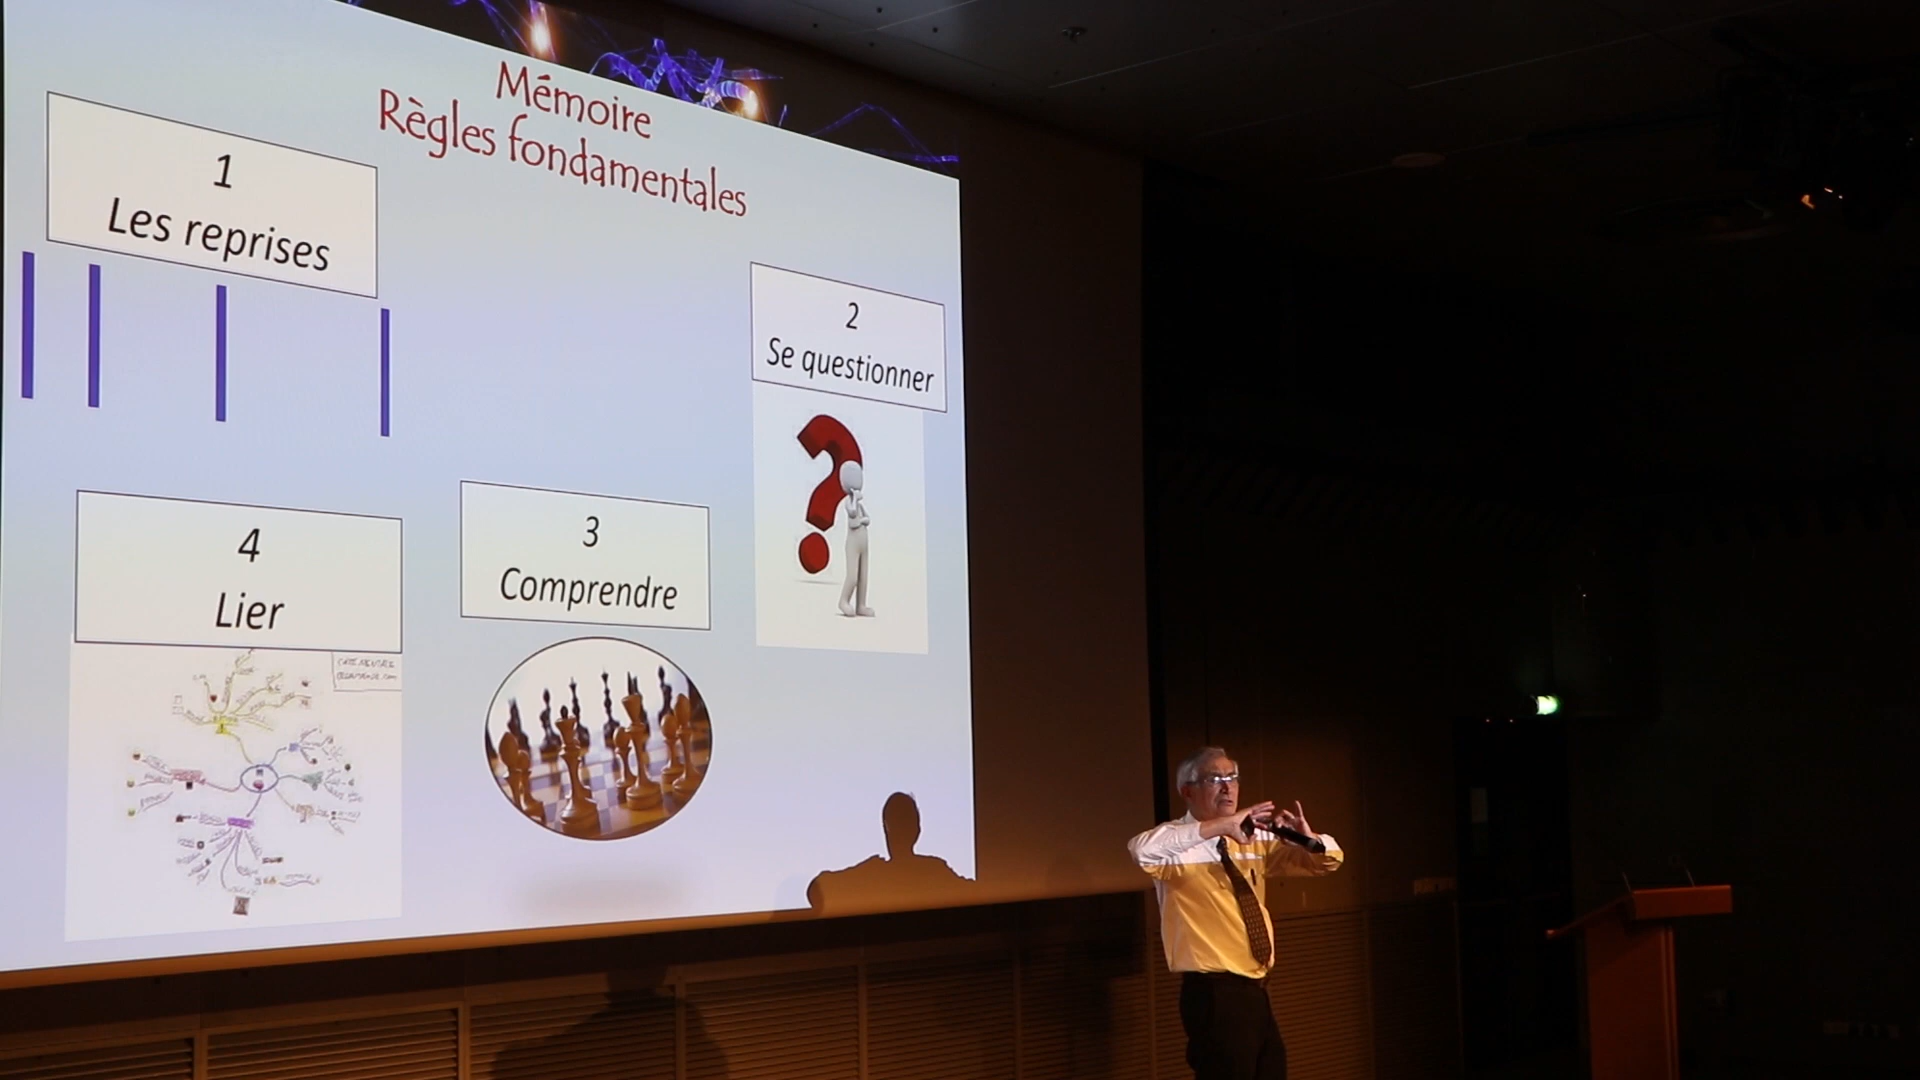 Mémoire
Règles fondamentales
1
Les reprises
2
Se questionner
3
Comprendre
4
Lier